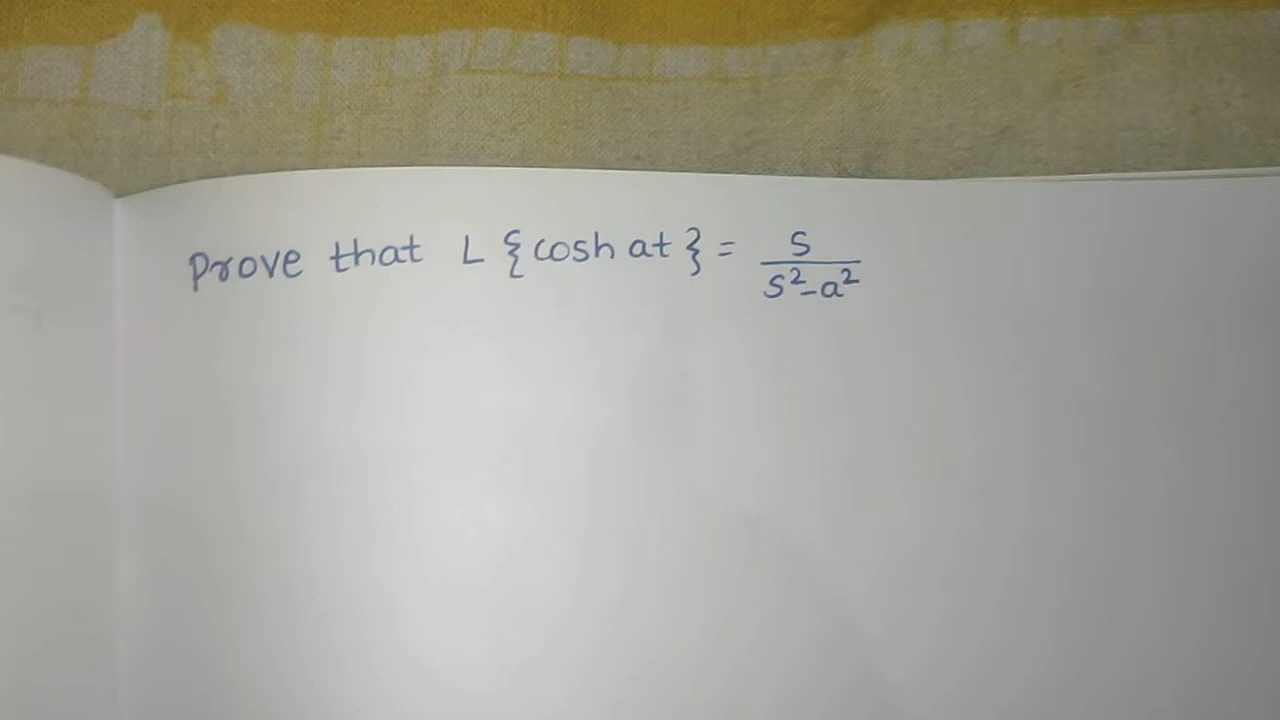 Prove that L {cosh at} = s / s²-a²